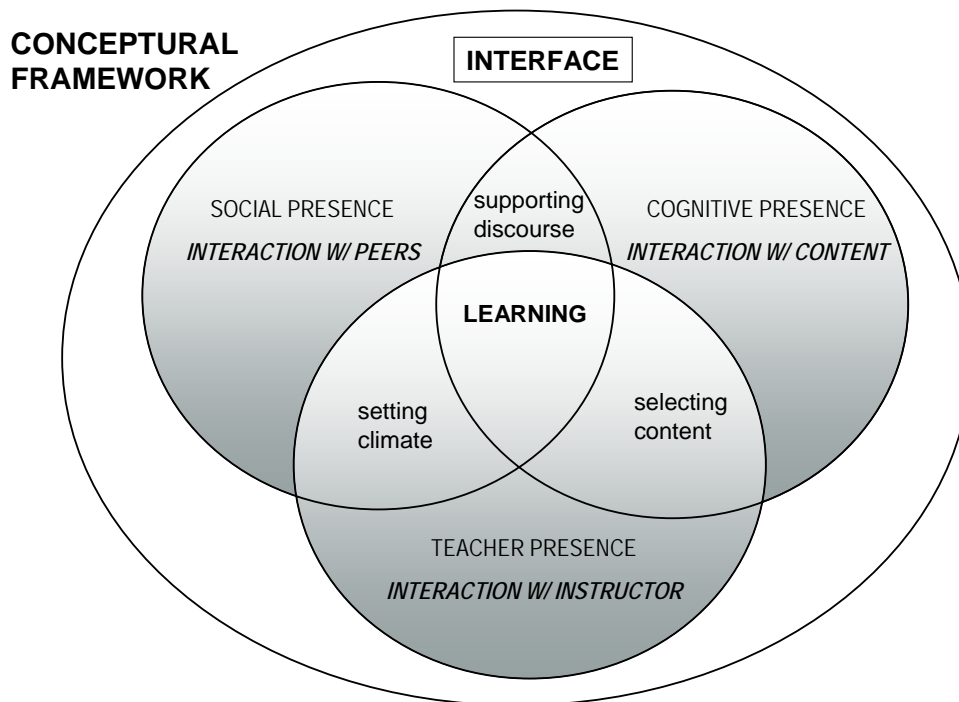 CONCEPTURAL
FRAMEWORK
INTERFACE
supporting
discourse
SOCIAL PRESENCE
INTERACTION W/ PEERS
COGNITIVE PRESENCE
INTERACTION W/ CONTENT
LEARNING
setting
climate
selecting
content
TEACHER PRESENCE
INTERACTION W/ INSTRUCTOR